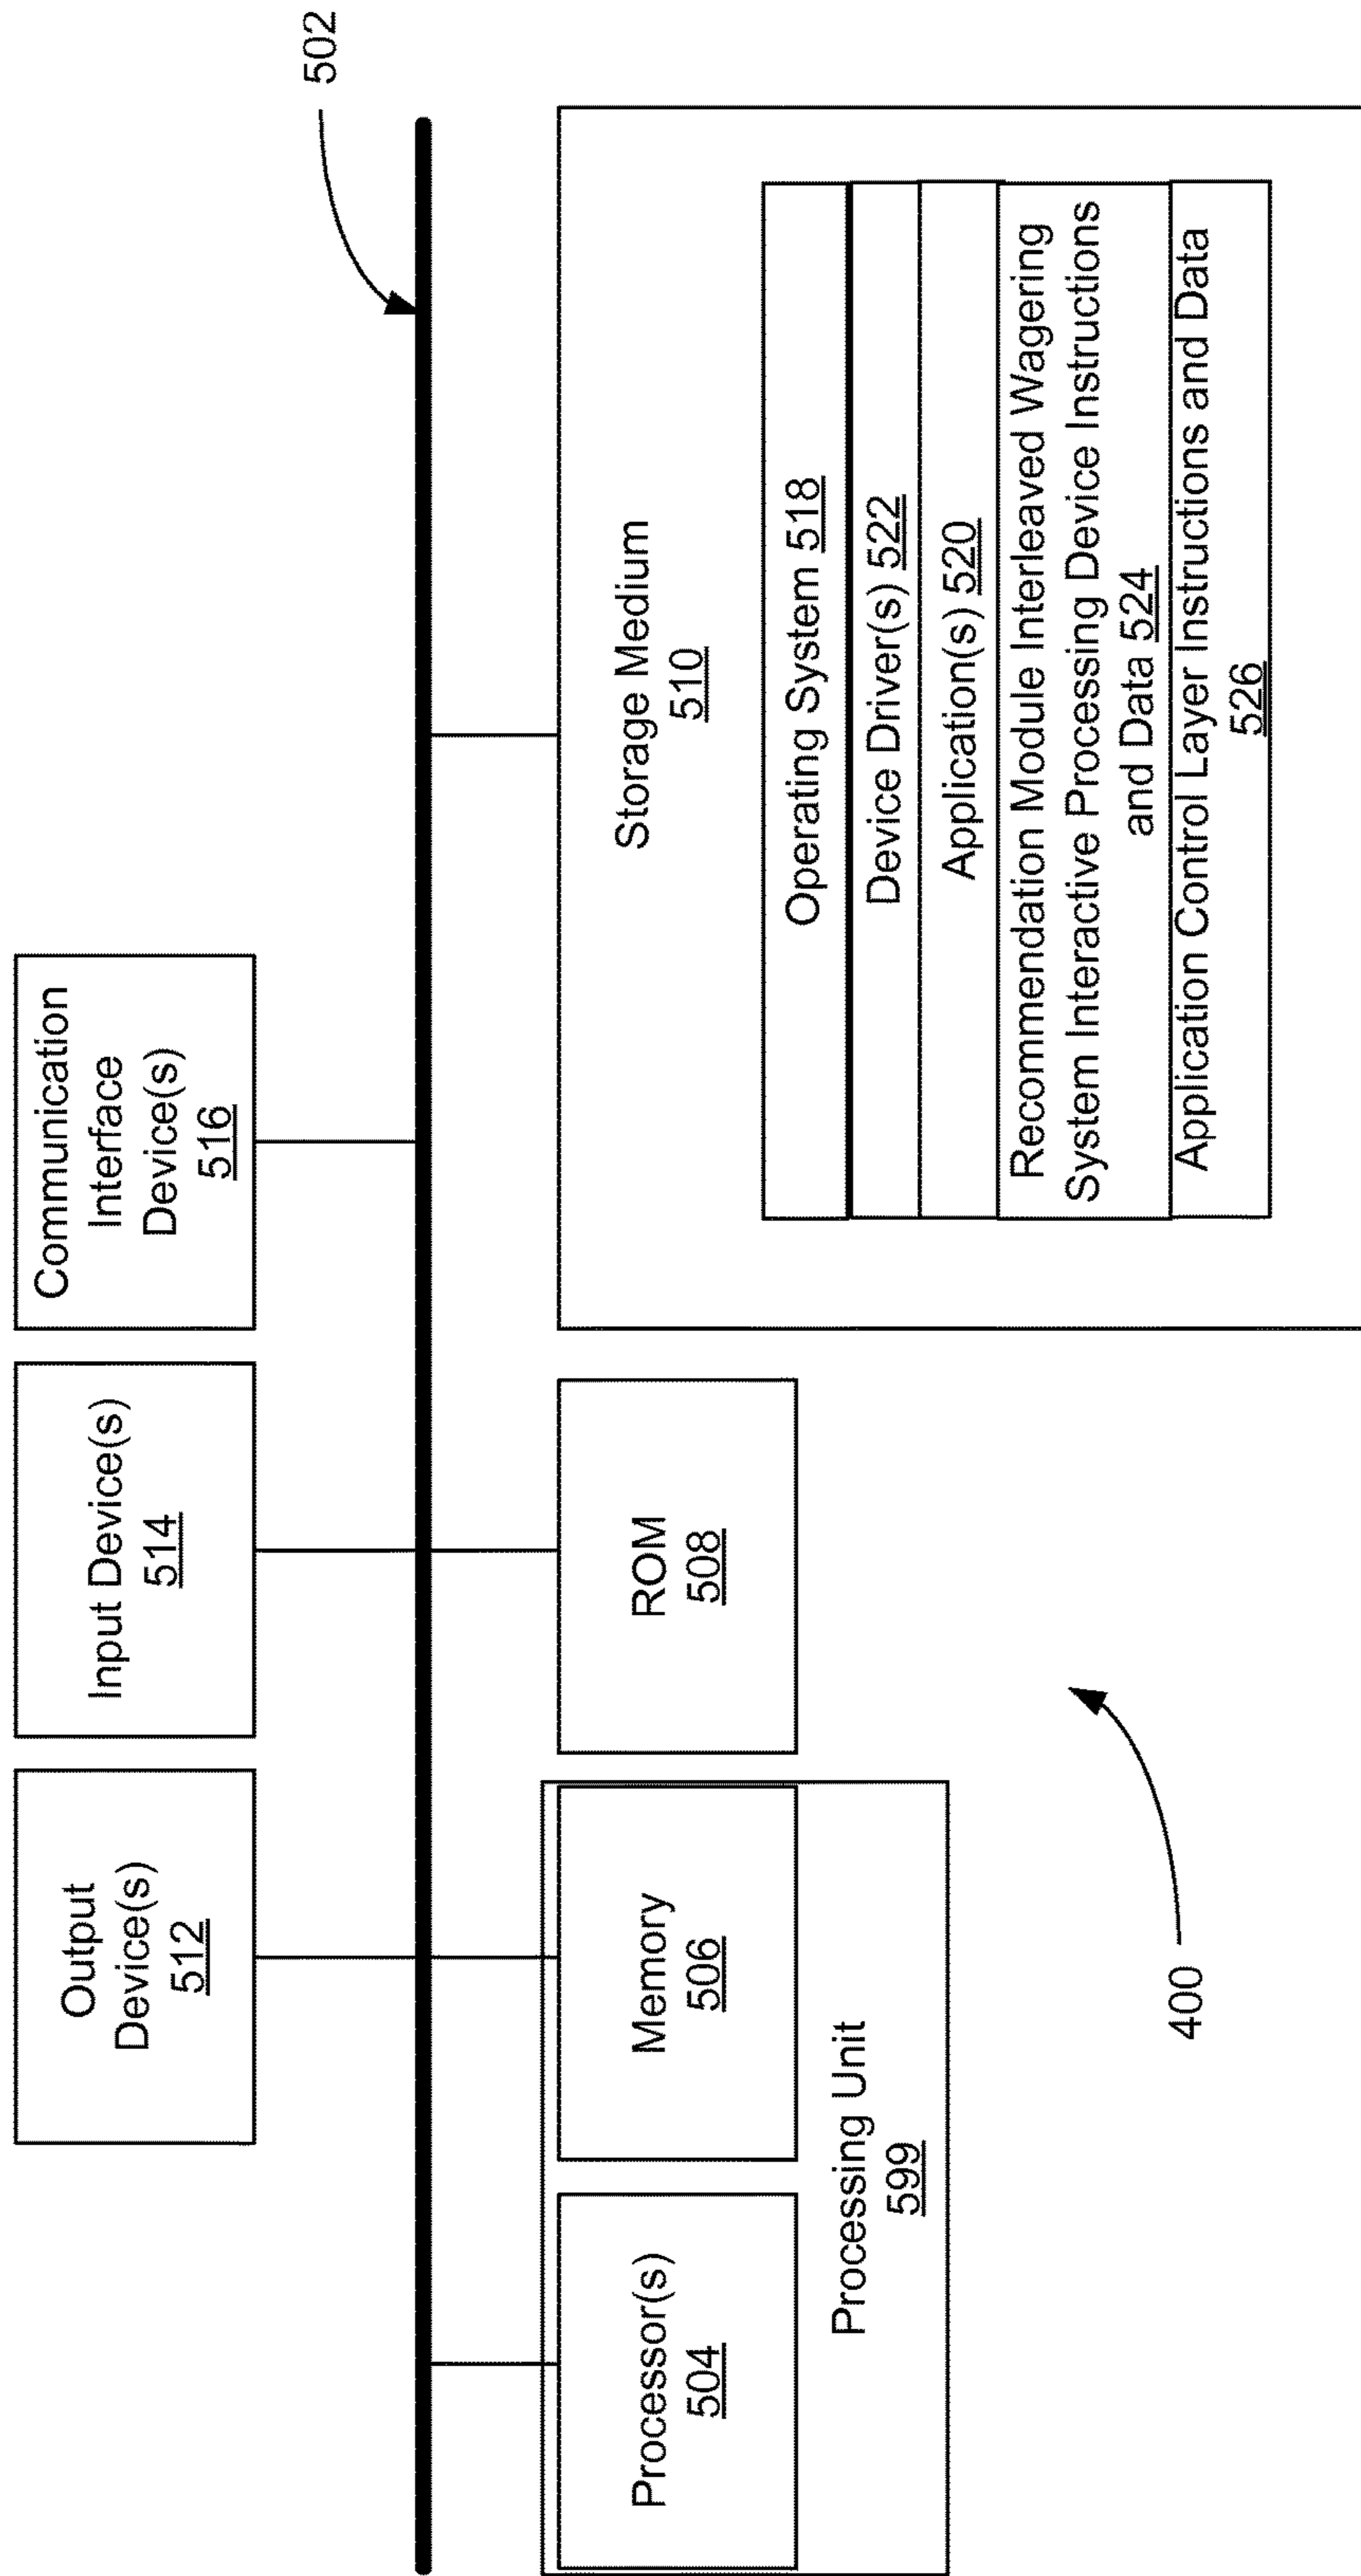 502
Output
Device(s)
512
Input Device(s)
514
Communication
Interface
Device(s)
516
Processor(s)
504
Memory
506
Processing Unit
599
ROM
508
Storage Medium
510
Operating System 518
Device Driver(s) 522
Application(s) 520
Recommendation Module Interleaved Wagering
System Interactive Processing Device Instructions
and Data 524
Application Control Layer Instructions and Data
526
400